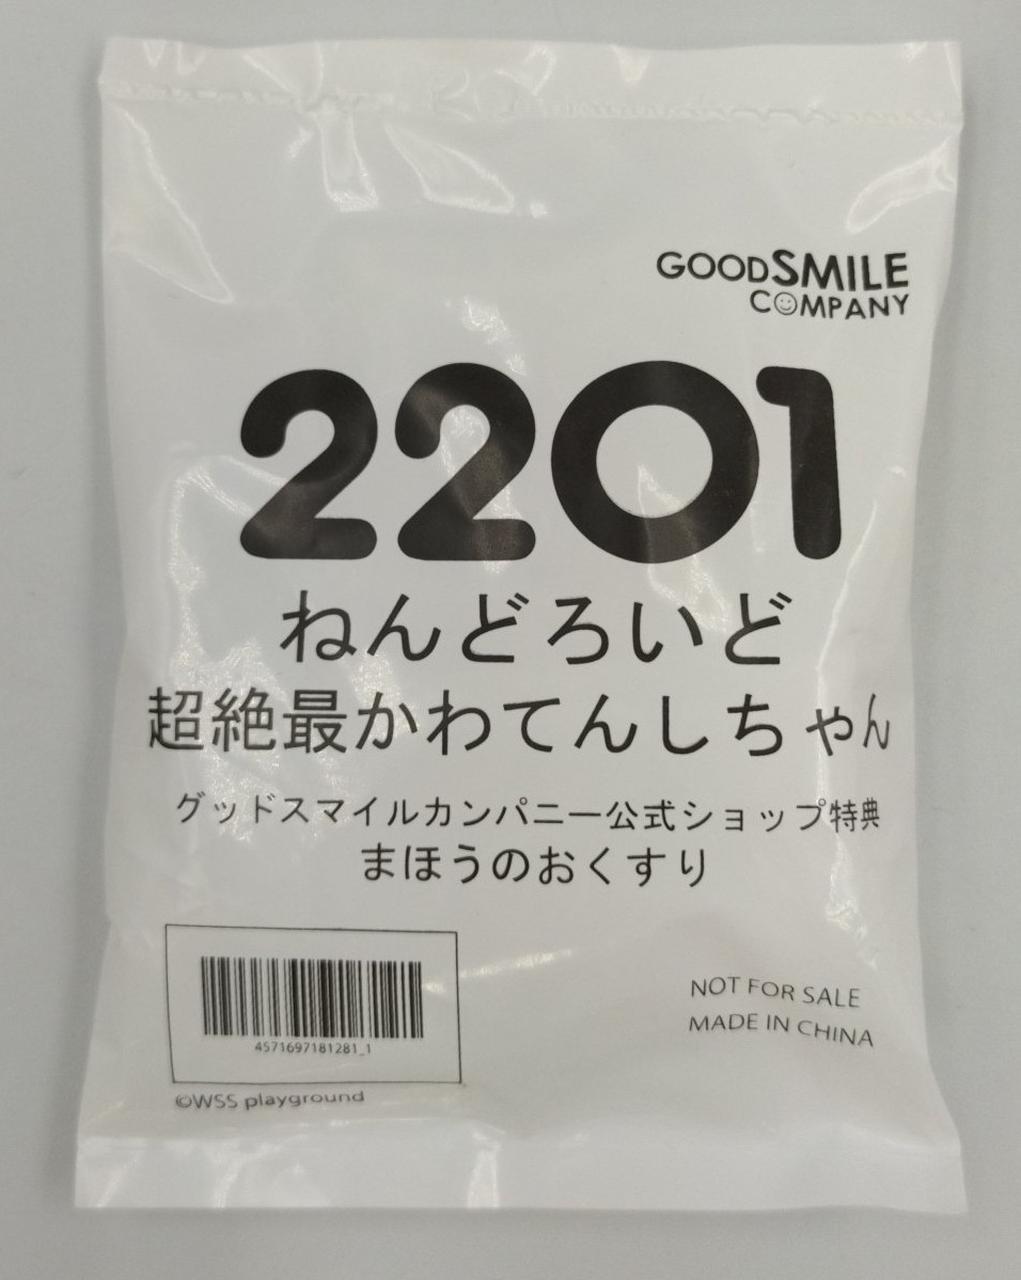 GOODSMILE
COMPANY
2201
ねんどろいど
超絶最かわてんしちゃん
グッドスマイルカンパニー公式ショップ特典
まほうのおくすり
4571697181281_1
©WSS playground
NOT FOR SALE
MADE IN CHINA